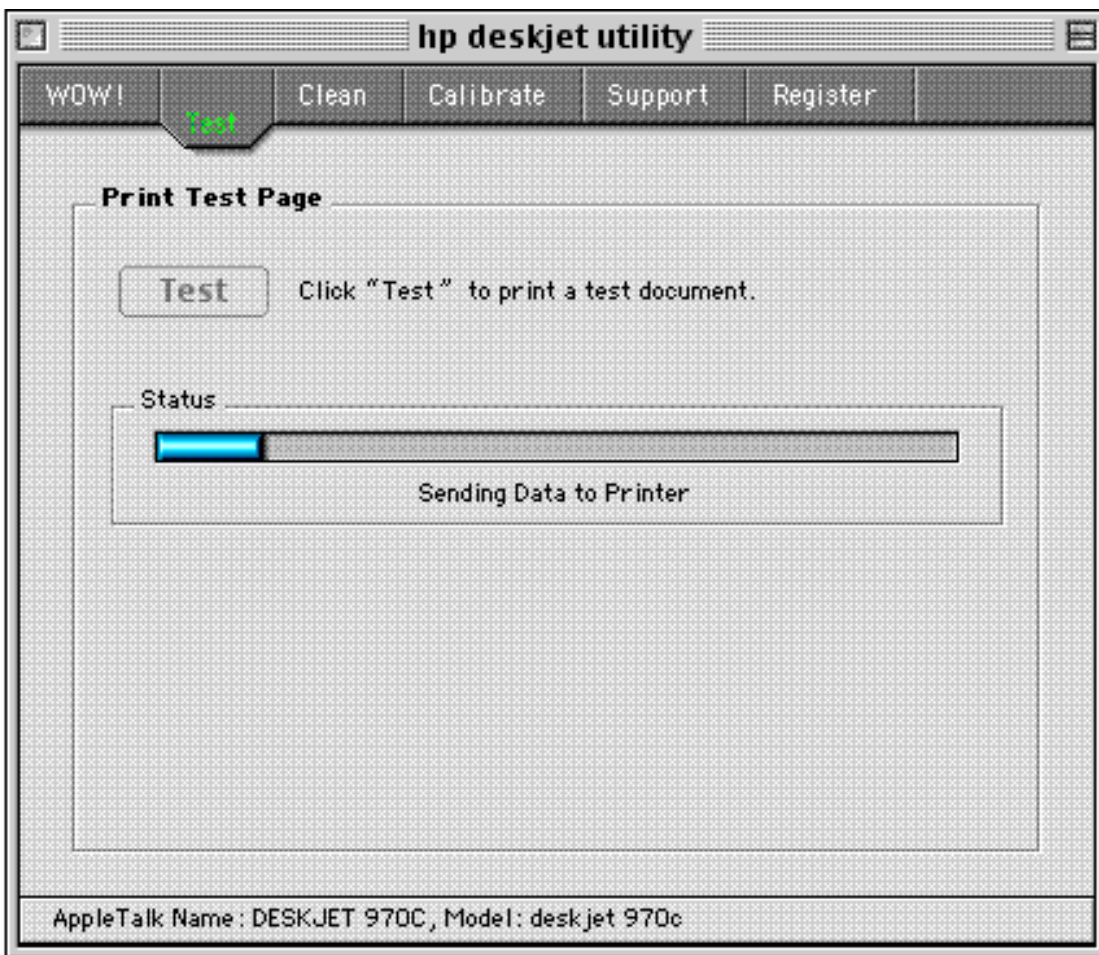 hp deskjet utility
WOW! Test Clean Calibrate Support Register
Print Test Page
Test Click "Test" to print a test document.
Status
Sending Data to Printer
AppleTalk Name: DESKJET 970C, Model: deskjet 970c